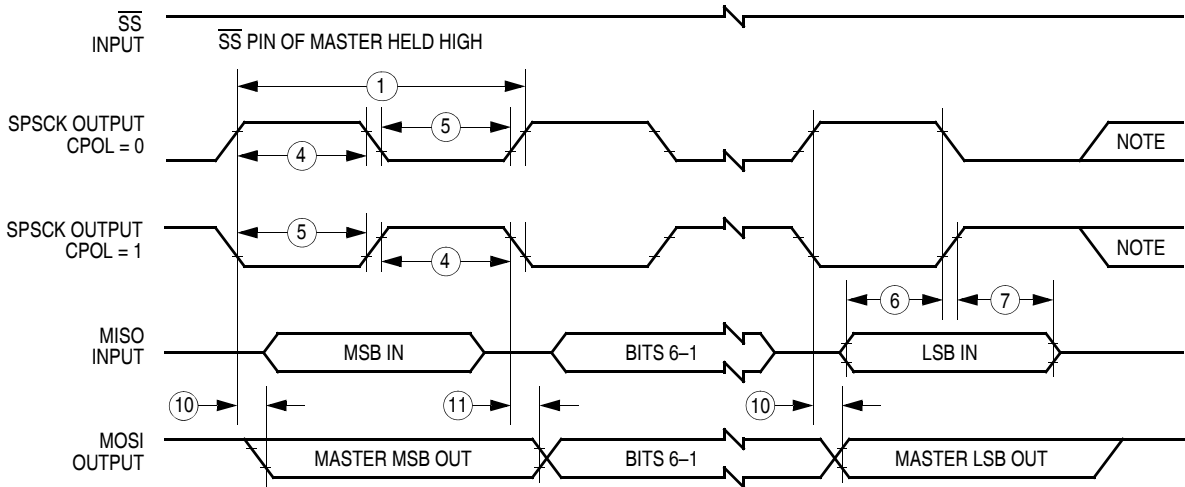 SS
INPUT
SS PIN OF MASTER HELD HIGH
1
SPSCK OUTPUT
CPOL = 0
5
4
NOTE
SPSCK OUTPUT
CPOL = 1
5
4
NOTE
6
7
MISO
INPUT
MSB IN
BITS 6–1
LSB IN
10
11
10
MOSI
OUTPUT
MASTER MSB OUT
BITS 6–1
MASTER LSB OUT